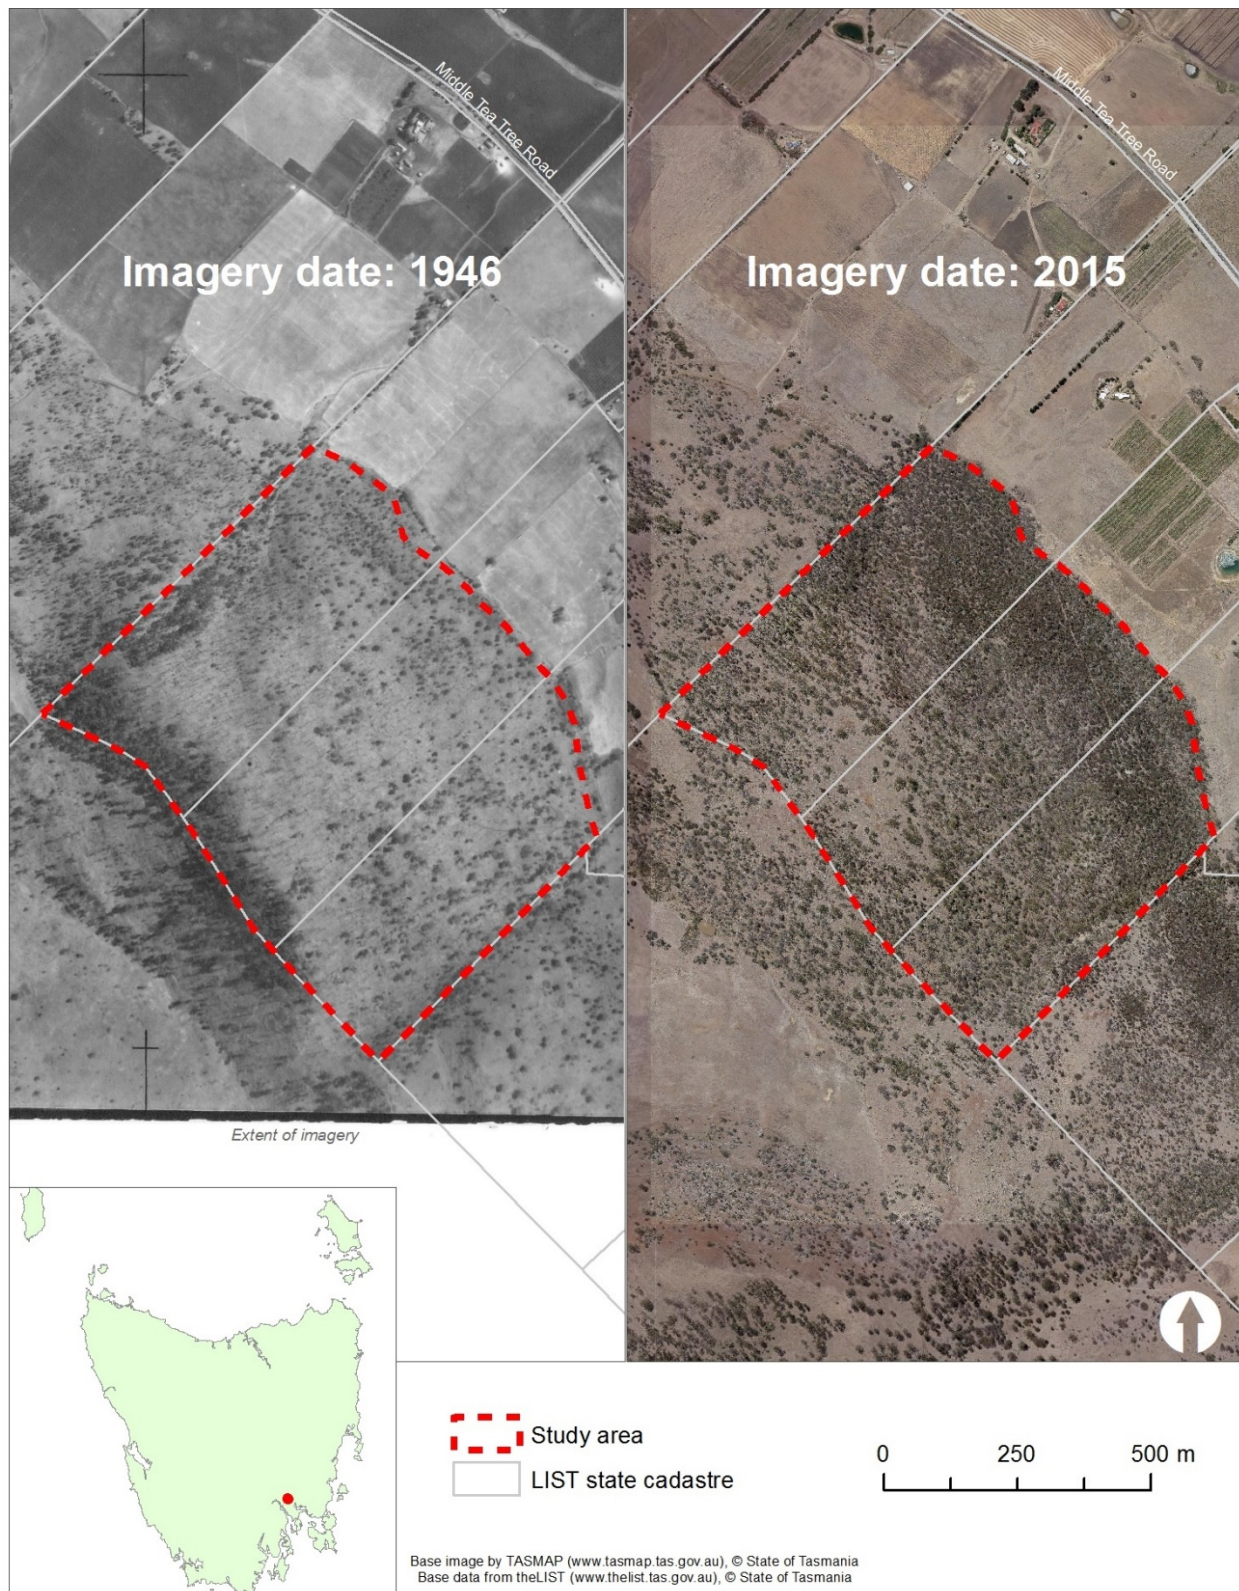 Middle Tea Tree Road
Imagery date: 1946
Extent of imagery
Middle Tea Tree Road
Imagery date: 2015
Study area
LIST state cadastre
0 250 500 m
Base image by TASMAP (www.tasmap.tas.gov.au), © State of Tasmania
Base data from theLIST (www.thelist.tas.gov.au), © State of Tasmania